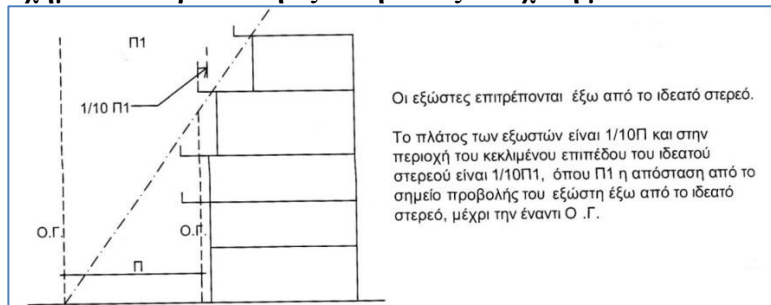 Π1
1/10 Π1
Ο.Γ.
Ο.Γ.
Π
Οι εξώστες επιτρέπονται έξω από το ιδεατό στερεό.
Το πλάτος των εξωστών είναι 1/10Π και στην
περιοχή του κεκλιμένου επιπέδου του ιδεατού
στερεού είναι 1/10Π1, όπου Π1 η απόσταση από το
σημείο προβολής του εξώστη έξω από το ιδεατό
στερεό, μέχρι την έναντι Ο .Γ.